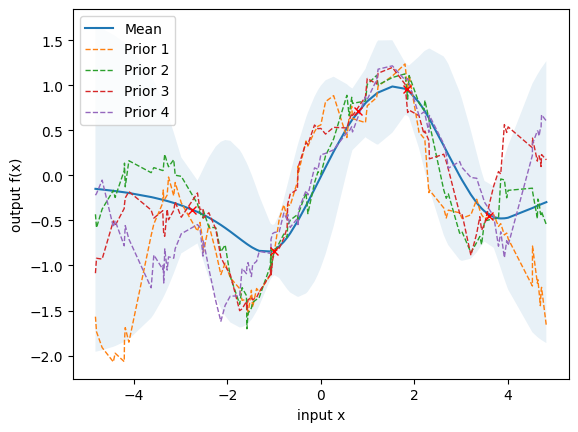 Mean
Prior 1
Prior 2
Prior 3
Prior 4
output f(x)
1.5
1.0
0.5
0.0
−0.5
−1.0
−1.5
−2.0
−4
−2
0
2
4
input x